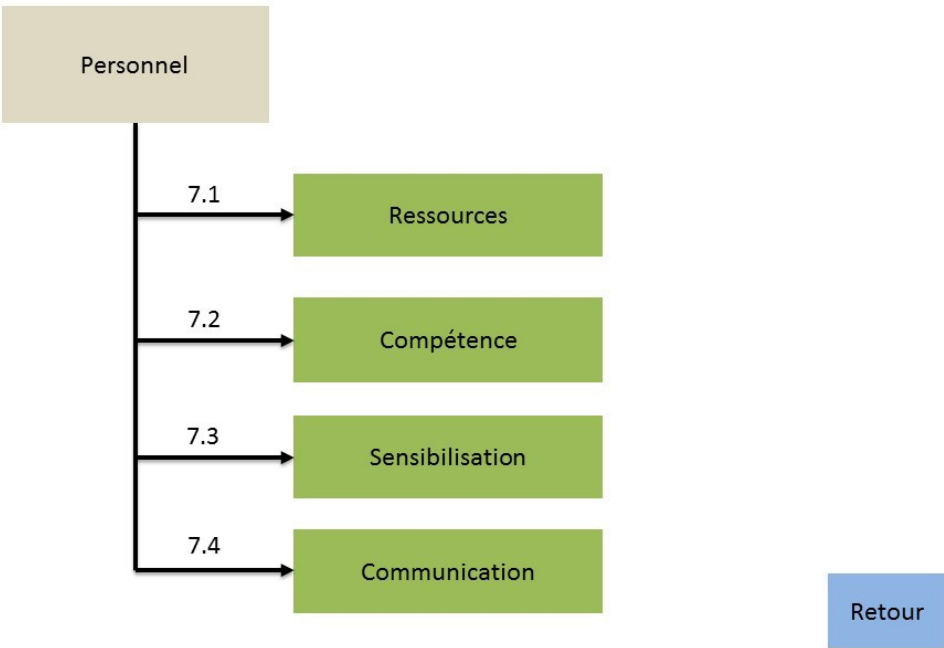 Personnel
7.1
Ressources
7.2
Compétence
7.3
Sensibilisation
7.4
Communication
Retour